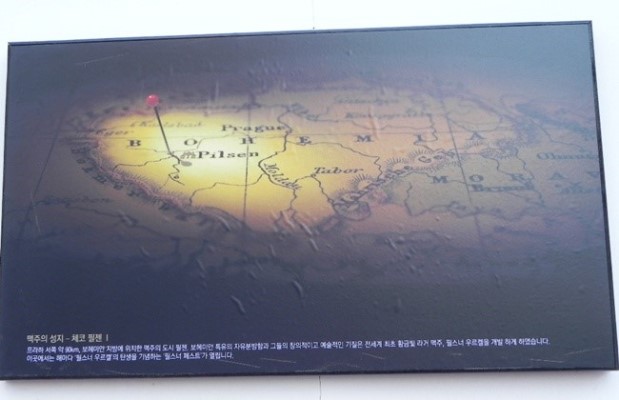 Karlsbad
Eger
Prague
BOHEMIA
Pilsen
Moldau
Tabor
MORAV
Brünn
맥주의 성지 - 체코 필젠 I
프라하 서쪽 약 90km, 보헤미안 지방에 위치한 맥주의 도시 필젠. 보헤미안 특유의 자유분방함과 그들의 창의적이고 예술적인 기질은 전세계 최초 황금빛 라거 맥주, 필스너 우르켈을 개발 하게 하였습니다.
이곳에서는 해마다 '필스너 우르켈'의 탄생을 기념하는 '필스너 페스트'가 열립니다.